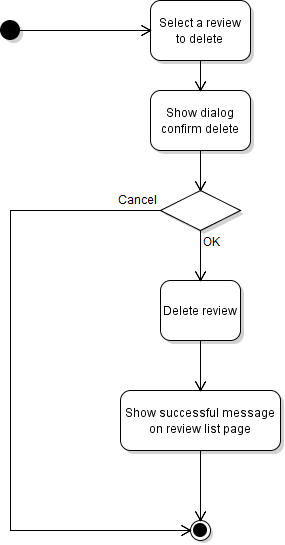 Select a review
to delete
Show dialog
confirm delete
Cancel
OK
Delete review
Show successful message
on review list page